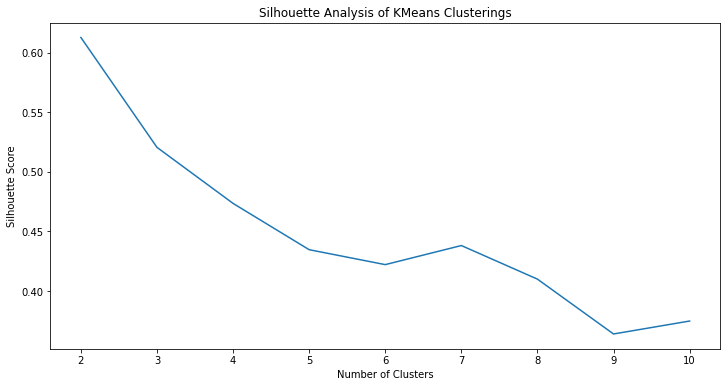 Silhouette Analysis of KMeans Clusterings
0.60
0.55
0.50
0.45
0.40
Silhouette Score
2 3 4 5 6 7 8 9 10
Number of Clusters